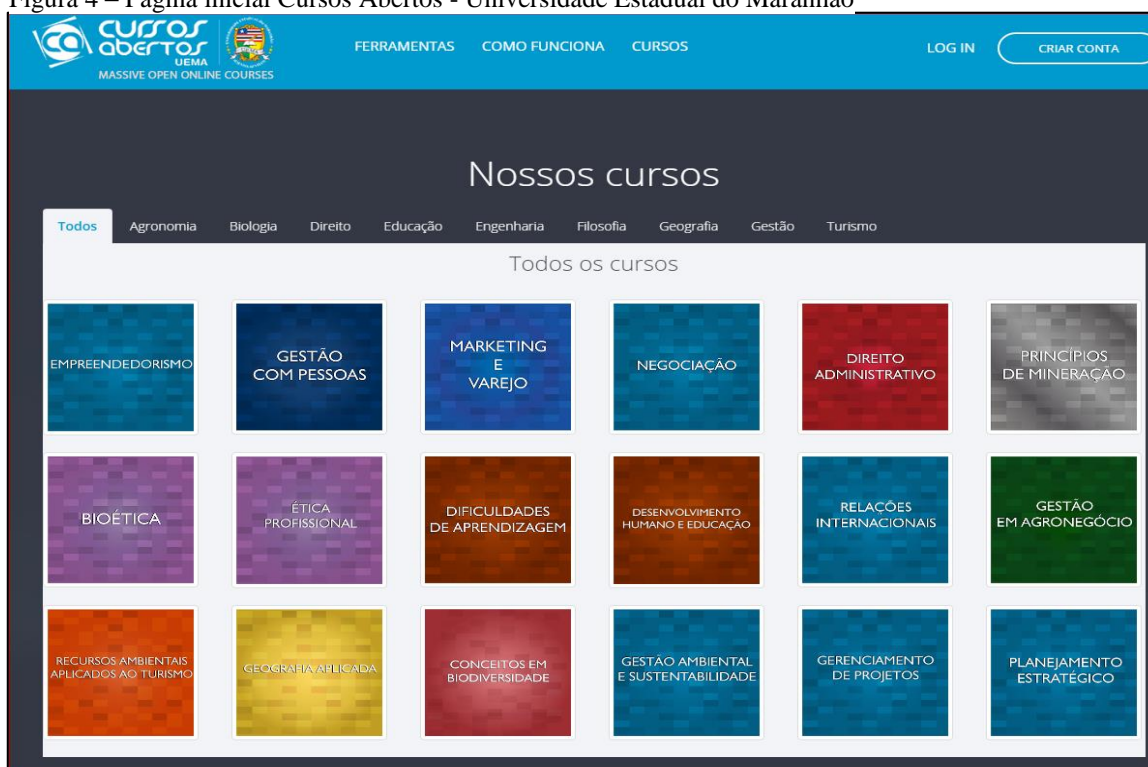 Figura 4 – Página inicial Cursos Abertos - Universidade Estadual do Maranhão
cursos
abertos
UEMA
MASSIVE OPEN ONLINE COURSES
FERRAMENTAS COMO FUNCIONA CURSOS
LOG IN CRIAR CONTA
Nossos cursos
Todos Agronomia Biologia Direito Educação Engenharia Filosofia Geografia Gestão Turismo
Todos os cursos
EMPREENDEDORISMO
GESTÃO
COM PESSOAS
MARKETING
E
VAREJO
NEGOCIAÇÃO
DIREITO
ADMINISTRATIVO
PRINCÍPIOS
DE MINERAÇÃO
BIOÉTICA
ÉTICA
PROFISSIONAL
DIFICULDADES
DE APRENDIZAGEM
DESENVOLVIMENTO
HUMANO E EDUCAÇÃO
RELAÇÕES
INTERNACIONAIS
GESTÃO
EM AGRONEGÓCIO
RECURSOS AMBIENTAIS
APLICADOS AO TURISMO
GEOGRAFIA APLICADA
CONCEITOS EM
BIODIVERSIDADE
GESTÃO AMBIENTAL
E SUSTENTABILIDADE
GERENCIAMENTO
DE PROJETOS
PLANEJAMENTO
ESTRATÉGICO